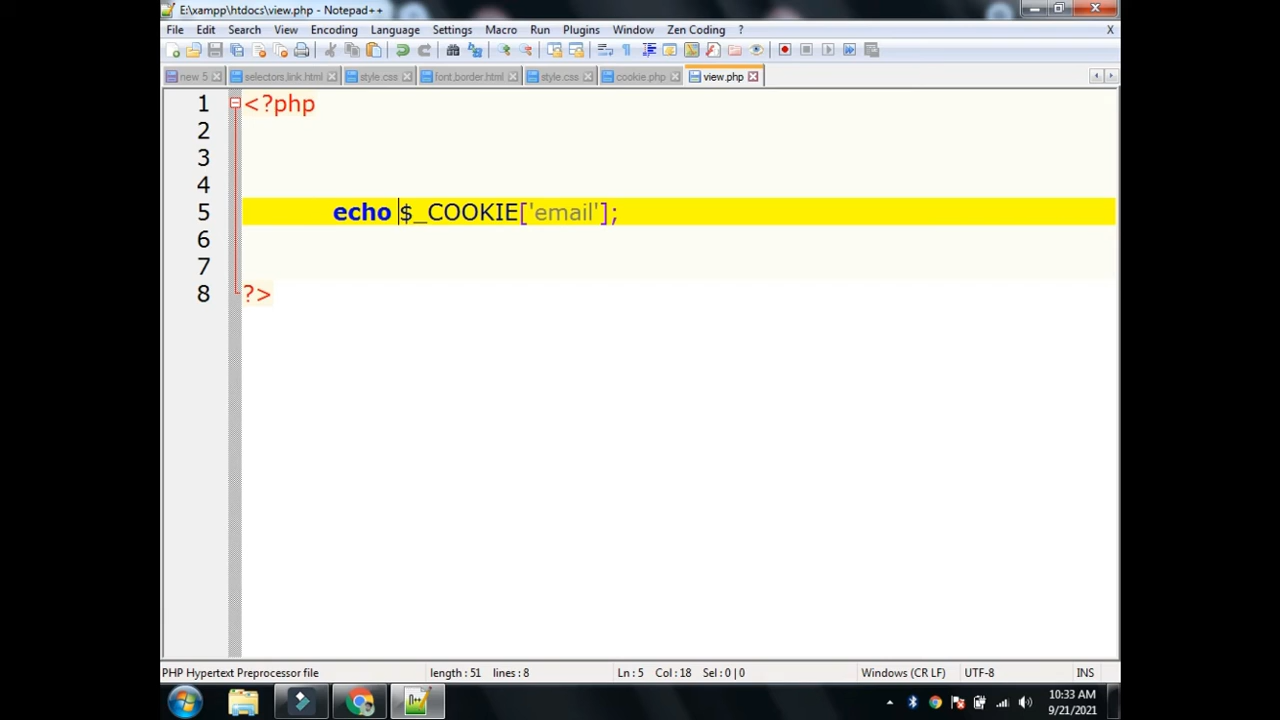 E:\xampp\htdocs\view.php - Notepad++
File Edit Search View Encoding Language Settings Macro Run Plugins Window Zen Coding ? X
new 5 selectors.link.html style.css font.border.html style.css cookie.php view.php
1 <?php
2
3
4
5 echo $_COOKIE['email'];
6
7
8 ?>
PHP Hypertext Preprocessor file length : 51 lines : 8 Ln : 5 Col : 18 Sel : 0 | 0 Windows (CR LF) UTF-8 INS
10:33 AM
9/21/2021